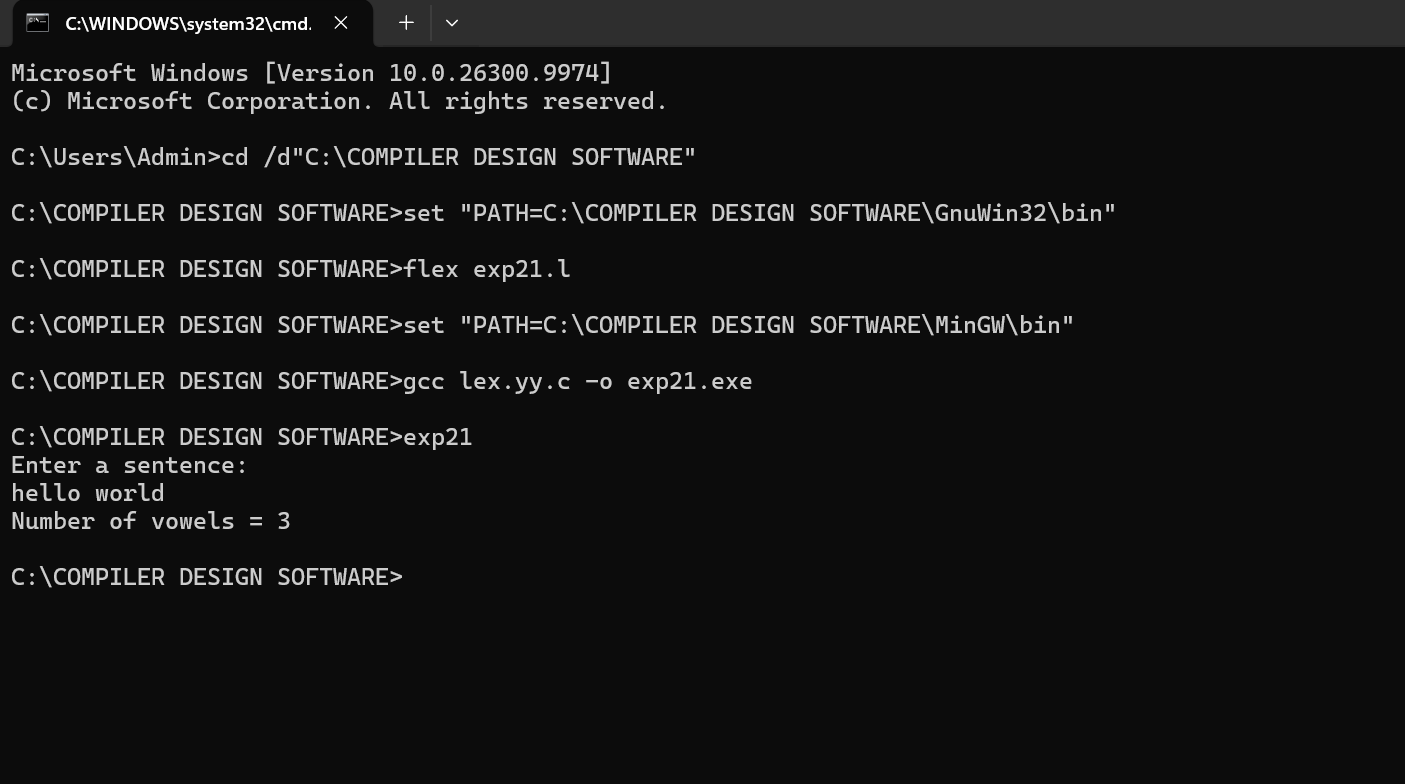 C:\WINDOWS\system32\cmd.
Microsoft Windows [Version 10.0.26300.9974]
(c) Microsoft Corporation. All rights reserved.
C:\Users\Admin>cd /d"C:\COMPILER DESIGN SOFTWARE"
C:\COMPILER DESIGN SOFTWARE>set "PATH=C:\COMPILER DESIGN SOFTWARE\GnuWin32\bin"
C:\COMPILER DESIGN SOFTWARE>flex exp21.l
C:\COMPILER DESIGN SOFTWARE>set "PATH=C:\COMPILER DESIGN SOFTWARE\MinGW\bin"
C:\COMPILER DESIGN SOFTWARE>gcc lex.yy.c -o exp21.exe
C:\COMPILER DESIGN SOFTWARE>exp21
Enter a sentence:
hello world
Number of vowels = 3
C:\COMPILER DESIGN SOFTWARE>